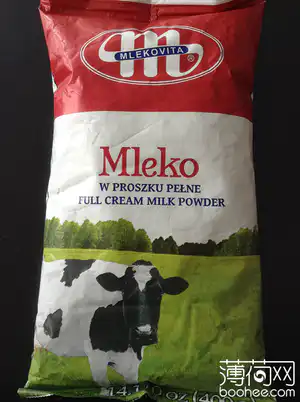 MLEKOVITA
®
Mleko
W PROSZKU PEŁNE
FULL CREAM MILK POWDER
薄荷网
boohee.com